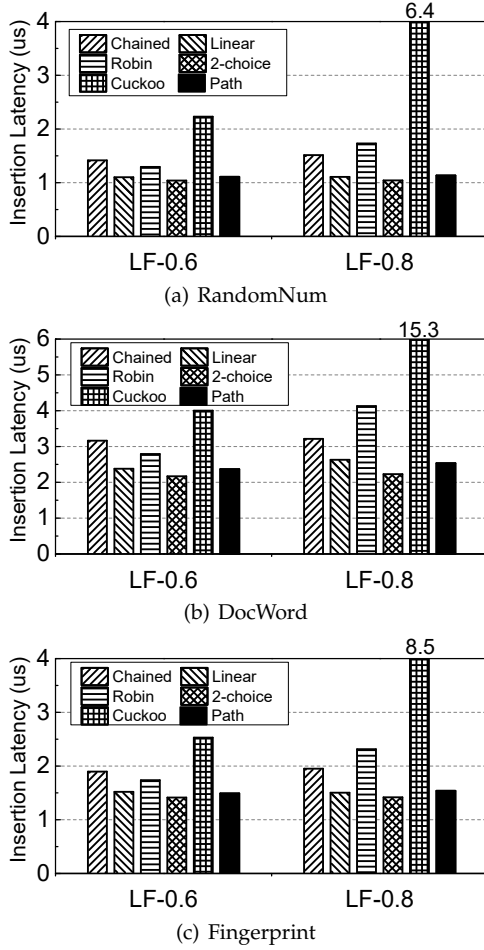 6.4
4
Chained Linear
Robin 2-choice
Cuckoo Path
3
2
1
0
Insertion Latency (us)
LF-0.6 LF-0.8
(a) RandomNum
15.3
6
Chained Linear
Robin 2-choice
Cuckoo Path
5
4
3
2
1
0
Insertion Latency (us)
LF-0.6 LF-0.8
(b) DocWord
8.5
4
Chained Linear
Robin 2-choice
Cuckoo Path
3
2
1
0
Insertion Latency (us)
LF-0.6 LF-0.8
(c) Fingerprint